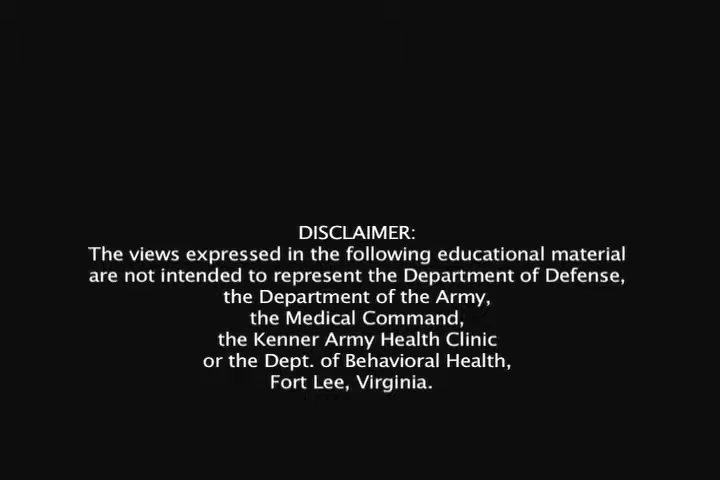 DISCLAIMER:
The views expressed in the following educational material
are not intended to represent the Department of Defense,
the Department of the Army,
the Medical Command,
the Kenner Army Health Clinic
or the Dept. of Behavioral Health,
Fort Lee, Virginia.